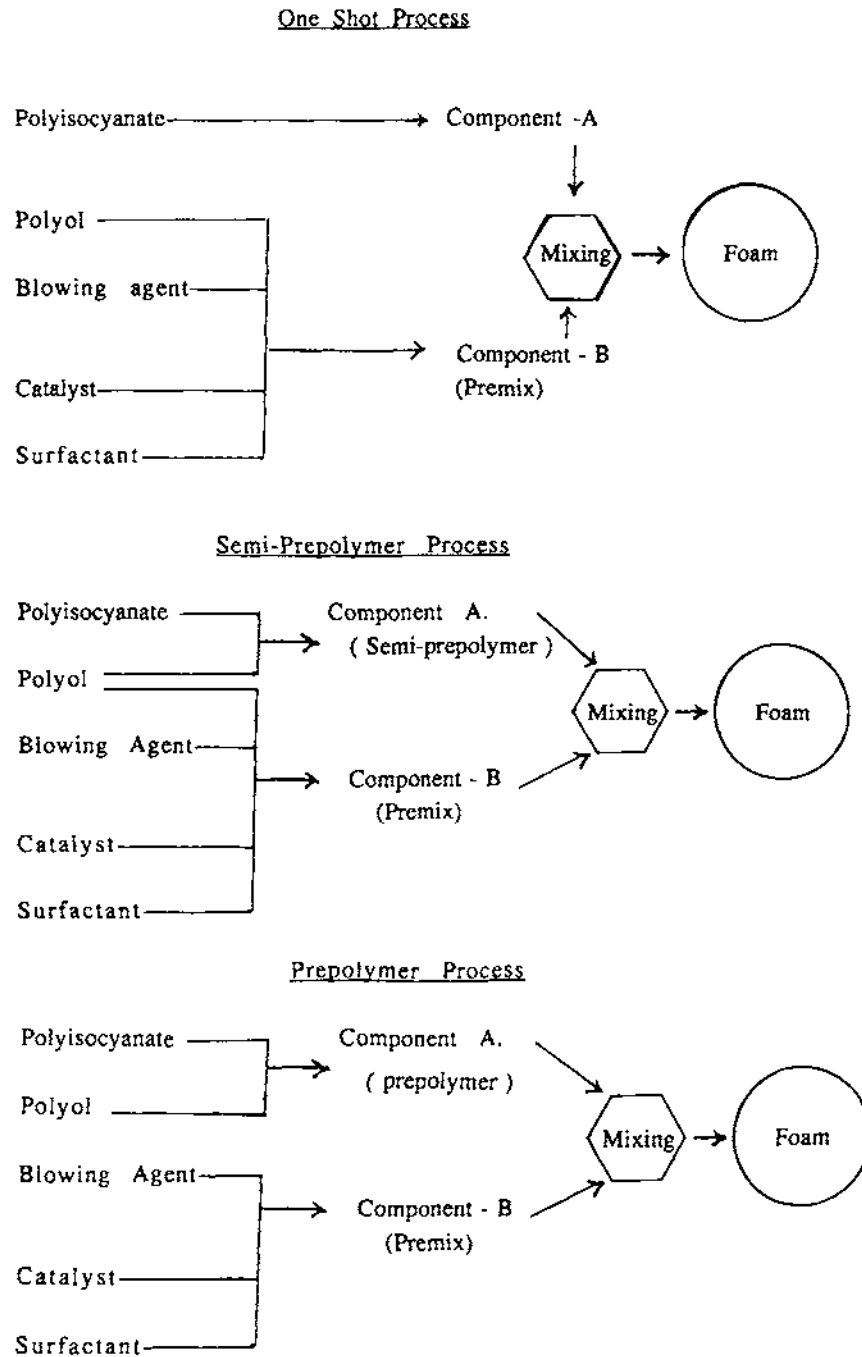 One Shot Process
Polyisocyanate
Component -A
Polyol
Mixing
Foam
Blowing agent
Component - B
(Premix)
Catalyst
Surfactant
Semi-Prepolymer Process
Polyisocyanate
Component A.
( Semi-prepolymer )
Polyol
Mixing
Foam
Blowing Agent
Component - B
(Premix)
Catalyst
Surfactant
Prepolymer Process
Polyisocyanate
Component A.
( prepolymer )
Polyol
Mixing
Foam
Blowing Agent
Component - B
(Premix)
Catalyst
Surfactant